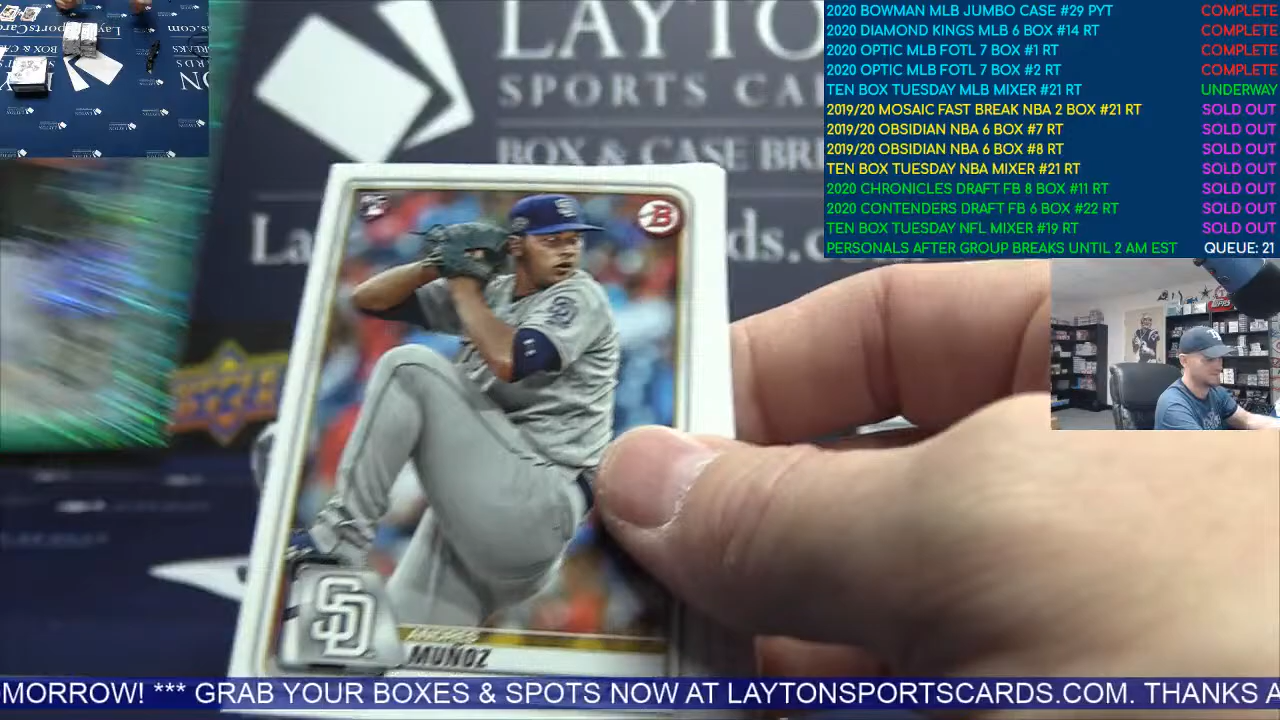 LAYTON
SPORTS CA
BOX & CASE BR
La
rds.c
2020 BOWMAN MLB JUMBO CASE #29 PYT COMPLETE
2020 DIAMOND KINGS MLB 6 BOX #14 RT COMPLETE
2020 OPTIC MLB FOTL 7 BOX #1 RT COMPLETE
2020 OPTIC MLB FOTL 7 BOX #2 RT COMPLETE
TEN BOX TUESDAY MLB MIXER #21 RT UNDERWAY
2019/20 MOSAIC FAST BREAK NBA 2 BOX #21 RT SOLD OUT
2019/20 OBSIDIAN NBA 6 BOX #7 RT SOLD OUT
2019/20 OBSIDIAN NBA 6 BOX #8 RT SOLD OUT
TEN BOX TUESDAY NBA MIXER #21 RT SOLD OUT
2020 CHRONICLES DRAFT FB 8 BOX #11 RT SOLD OUT
2020 CONTENDERS DRAFT FB 6 BOX #22 RT SOLD OUT
TEN BOX TUESDAY NFL MIXER #19 RT SOLD OUT
PERSONALS AFTER GROUP BREAKS UNTIL 2 AM EST QUEUE: 21
RC
B
SD
ANDRES
MUÑOZ
OMORROW! *** GRAB YOUR BOXES & SPOTS NOW AT LAYTONSPORTSCARDS.COM. THANKS A